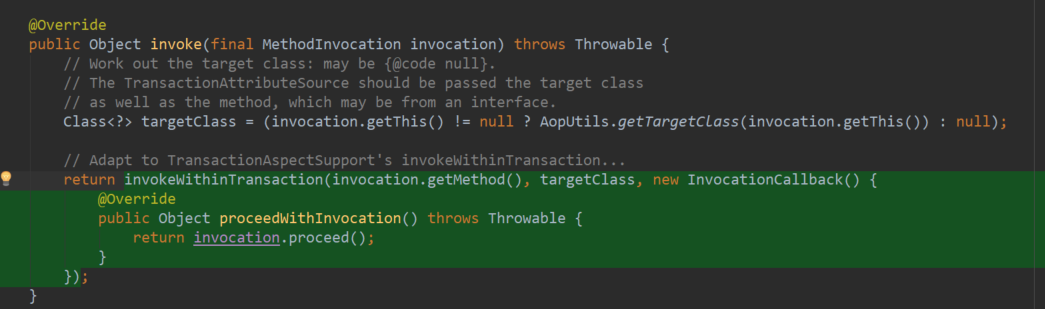 @Override
public Object invoke(final MethodInvocation invocation) throws Throwable {
// Work out the target class: may be {@code null}.
// The TransactionAttributeSource should be passed the target class
// as well as the method, which may be from an interface.
Class<?> targetClass = (invocation.getThis() != null ? AopUtils.getTargetClass(invocation.getThis()) : null);
// Adapt to TransactionAspectSupport's invokeWithinTransaction...
return invokeWithinTransaction(invocation.getMethod(), targetClass, new InvocationCallback() {
@Override
public Object proceedWithInvocation() throws Throwable {
return invocation.proceed();
}
});
}